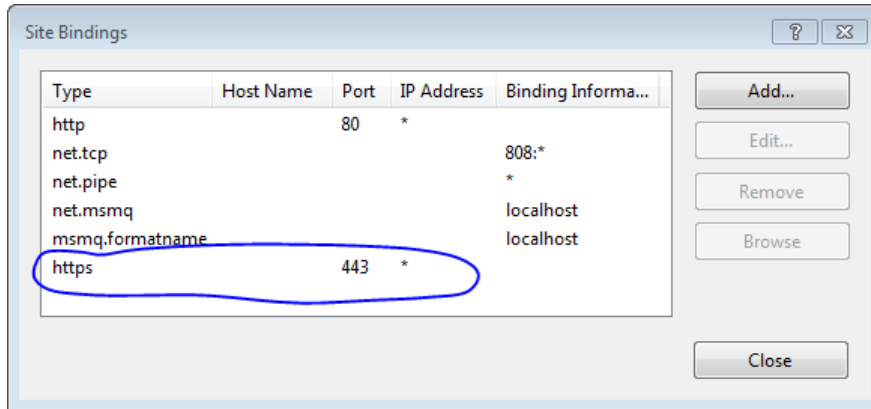 Site Bindings
Type Host Name Port IP Address Binding Informa...
http 80 *
net.tcp 808:*
net.pipe *
net.msmq localhost
msmq.formatname localhost
https 443 *
Add...
Edit...
Remove
Browse
Close